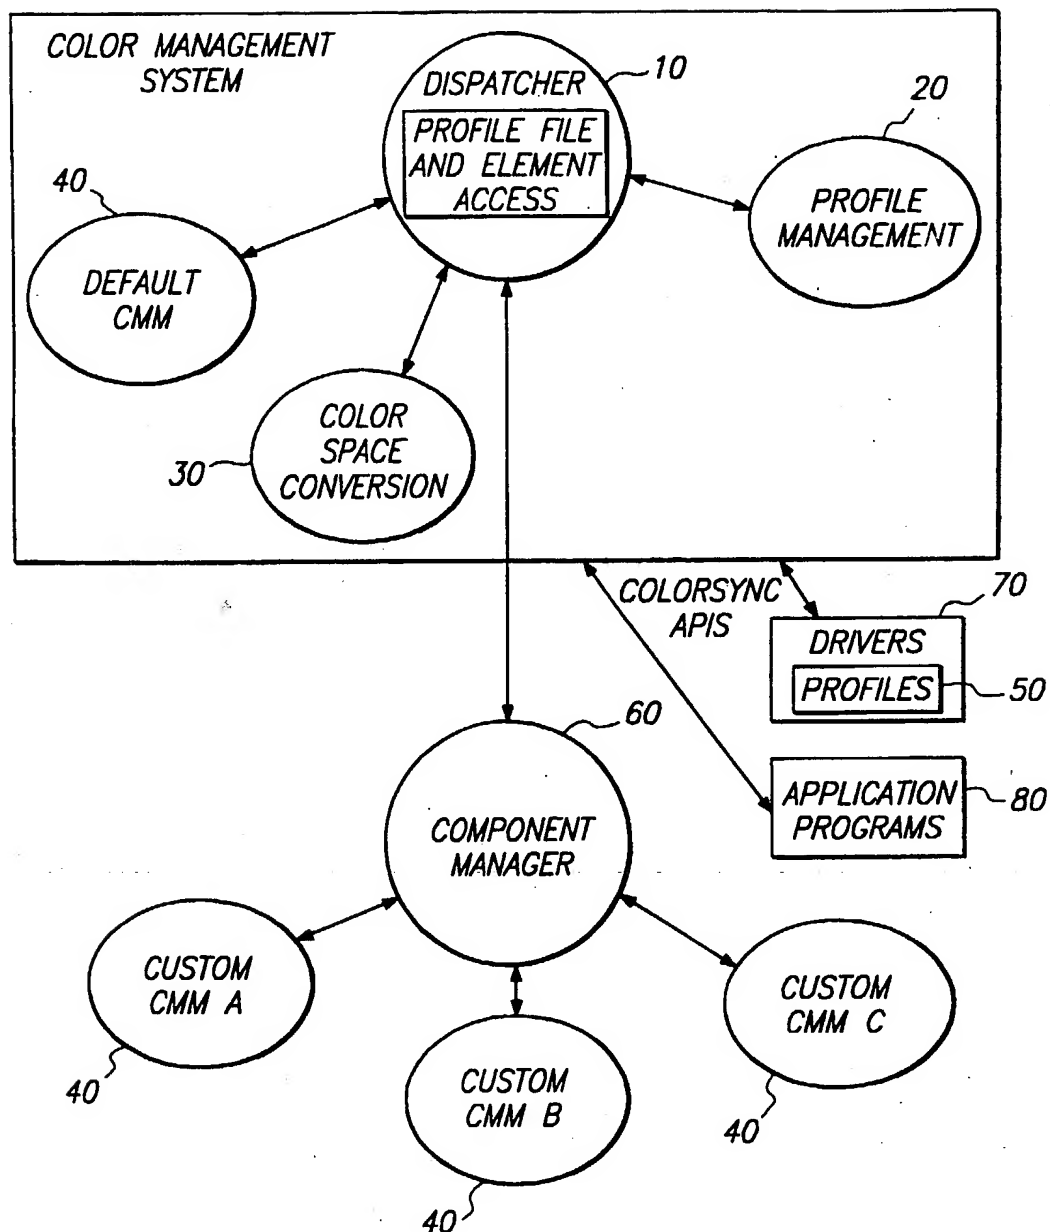 COLOR MANAGEMENT
SYSTEM
10
DISPATCHER
PROFILE FILE
AND ELEMENT
ACCESS
20
PROFILE
MANAGEMENT
40
DEFAULT
CMM
COLOR
SPACE
CONVERSION
30
COLORSYNC
APIS
70
DRIVERS
PROFILES
50
60
COMPONENT
MANAGER
APPLICATION
PROGRAMS
80
CUSTOM
CMM A
40
CUSTOM
CMM B
40
CUSTOM
CMM C
40